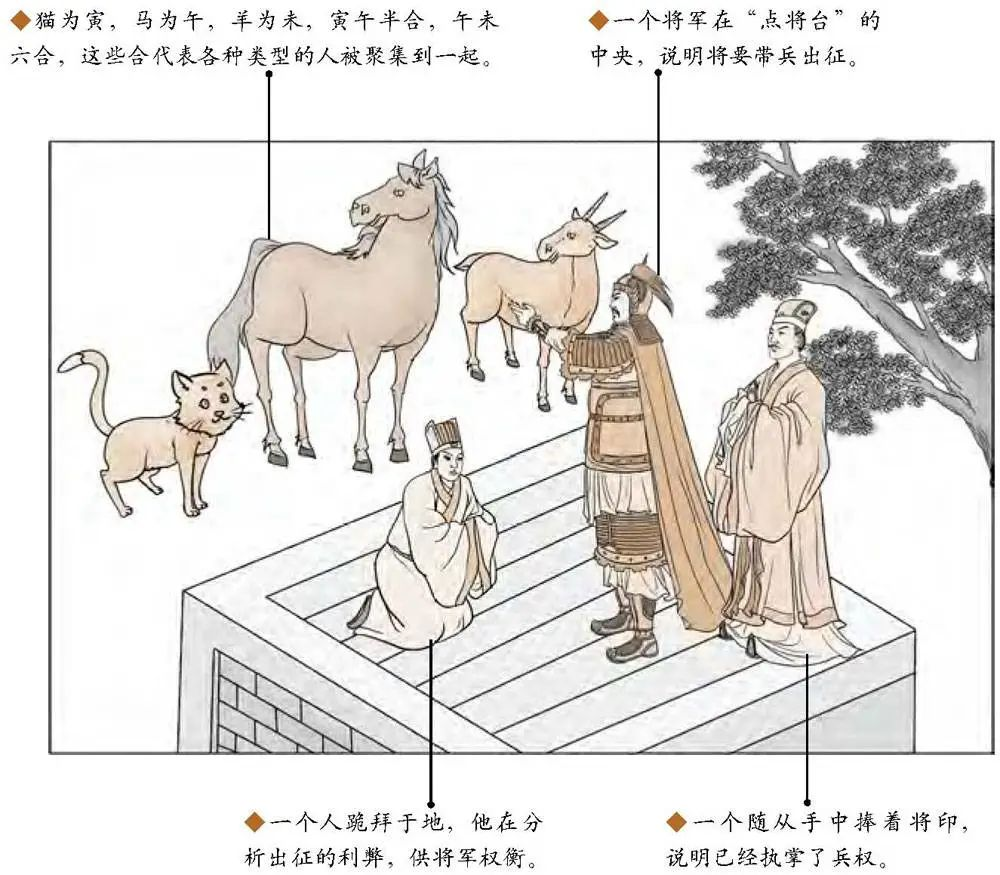 ◆猫为寅，马为午，羊为未，寅午半合，午未
六合，这些合代表各种类型的人被聚集到一起。
◆一个将军在“点将台”的
中央，说明将要带兵出征。
◆一个人跪拜于地，他在分
析出征的利弊，供将军权衡。
◆一个随从手中捧着将印，
说明已经执掌了兵权。